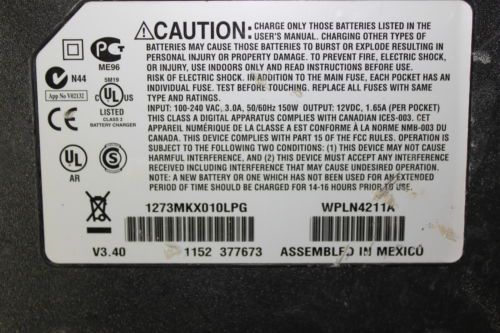 ⚠CAUTION: CHARGE ONLY THOSE BATTERIES LISTED IN THE
USER'S MANUAL. CHARGING OTHER TYPES OF
BATTERIES MAY CAUSE THOSE BATTERIES TO BURST OR EXPLODE RESULTING IN
PERSONAL INJURY OR PROPERTY DAMAGE. TO PREVENT FIRE, ELECTRIC SHOCK,
OR INJURY, USE INDOORS ONLY AND READ INSTRUCTIONS BEFORE USE.
RISK OF ELECTRIC SHOCK. IN ADDITION TO THE MAIN FUSE, EACH POCKET HAS AN
INDIVIDUAL FUSE. TEST BEFORE TOUCHING. REPLACE ALL FUSES WITH SAME
TYPE AND RATINGS.
INPUT: 100-240 VAC, 3.0A, 50/60Hz 150W OUTPUT: 12VDC, 1.65A (PER POCKET)
THIS CLASS A DIGITAL APPARATUS COMPLIES WITH CANADIAN ICES-003. CET
APPAREIL NUMÉRIQUE DE LA CLASSE A EST CONFORME À LA NORME NMB-003 DU
CANADA. THIS DEVICE COMPLIES WITH PART 15 OF THE FCC RULES. OPERATION IS
SUBJECT TO THE FOLLOWING TWO CONDITIONS: (1) THIS DEVICE MAY NOT CAUSE
HARMFUL INTERFERENCE, AND (2) THIS DEVICE MUST ACCEPT ANY INTERFERENCE
RECEIVED, INCLUDING INTERFERENCE THAT MAY CAUSE UNDESIRED OPERATION.
NOTE: A NEW BATTERY OR ONE WHICH HAS NOT BEEN CHARGED IN OVER
MONTHS SHOULD BE CHARGED FOR 14-16 HOURS PRIOR TO USE.
ME96
N44
SM19
App No V02132
UL
LISTED
CLASS 2
BATTERY CHARGER
UL
AR
S
1273MKX010LPG
WPLN4211A
V3.40
1152 377673
ASSEMBLED IN MEXICO